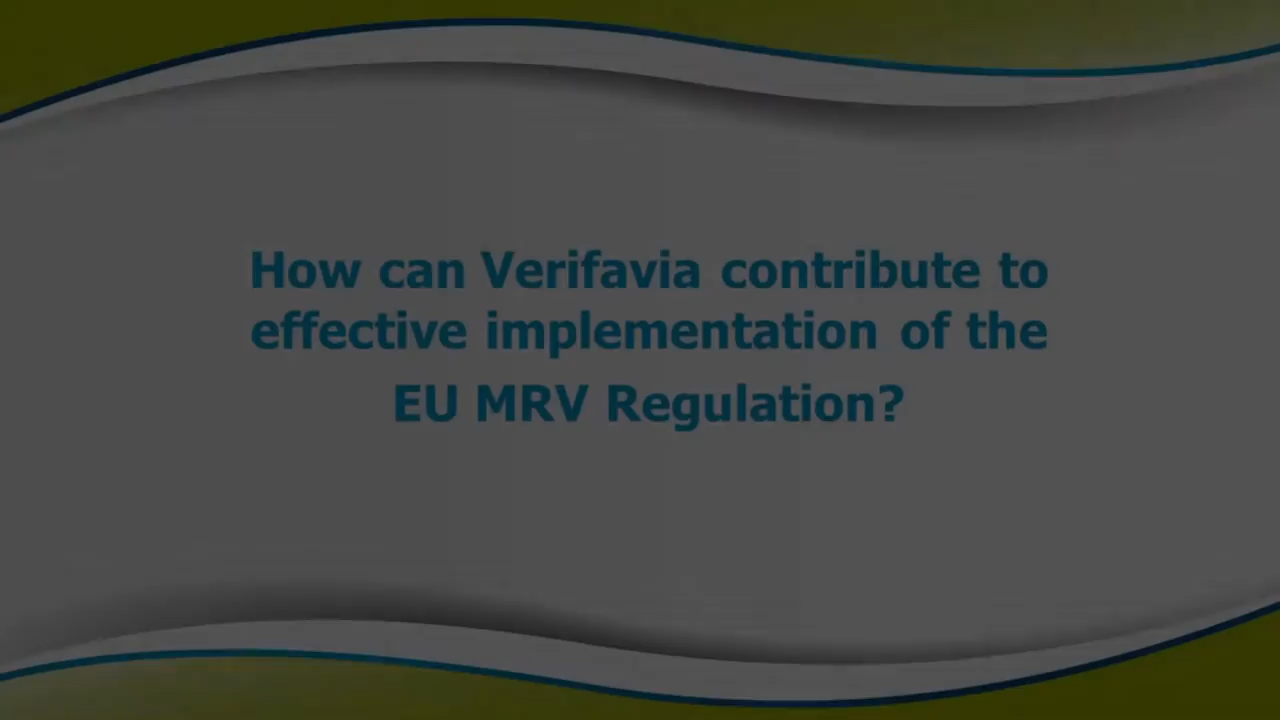 How can Verifavia contribute to
effective implementation of the
EU MRV Regulation?